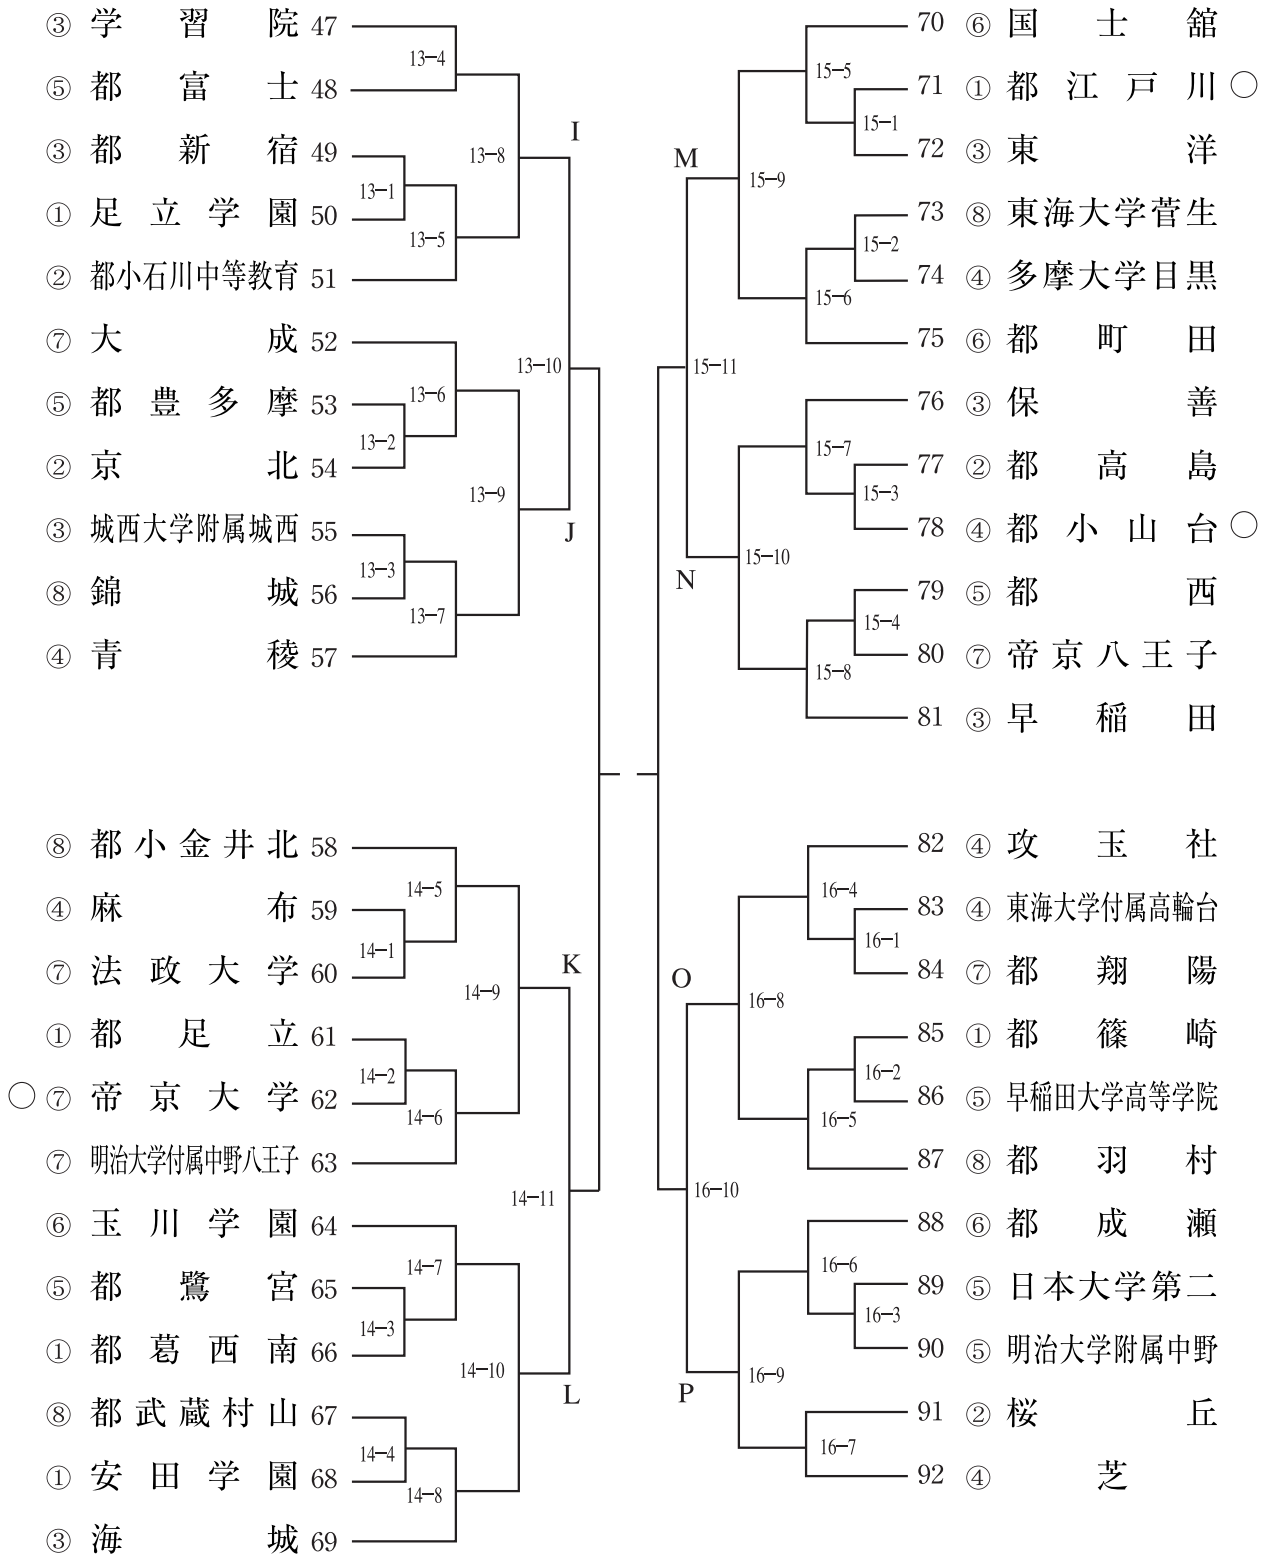 ③ 学習院 47
13-4
⑤ 都富士 48
I
③ 都新宿 49
13-8
13-1
① 足立学園 50
13-5
② 都小石川中等教育 51
⑦ 大成 52
13-10
13-6
⑤ 都豊多摩 53
13-2
② 京北 54
13-9
③ 城西大学附属城西 55
J
13-3
⑧ 錦城 56
13-7
④ 青稜 57
⑧ 都小金井北 58
14-5
④ 麻布 59
14-1
K
⑦ 法政大学 60
14-9
① 都足立 61
14-2
○ ⑦ 帝京大学 62
14-6
⑦ 明治大学付属中野八王子 63
14-11
⑥ 玉川学園 64
14-7
⑤ 都鷺宮 65
14-3
① 都葛西南 66
14-10
L
⑧ 都武蔵村山 67
14-4
① 安田学園 68
14-8
③ 海城 69
70 ⑥ 国士舘
15-5
71 ① 都江戸川 ○
15-1
72 ③ 東洋
M
15-9
73 ⑧ 東海大学菅生
15-2
74 ④ 多摩大学目黒
15-6
75 ⑥ 都町田
15-11
76 ③ 保善
15-7
77 ② 都高島
15-3
78 ④ 都小山台 ○
15-10
N
79 ⑤ 都西
15-4
80 ⑦ 帝京八王子
15-8
81 ③ 早稲田
82 ④ 攻玉社
16-4
83 ④ 東海大学付属高輪台
16-1
84 ⑦ 都翔陽
O
16-8
85 ① 都篠崎
16-2
86 ⑤ 早稲田大学高等学院
16-5
87 ⑧ 都羽村
16-10
88 ⑥ 都成瀬
16-6
89 ⑤ 日本大学第二
16-3
90 ⑤ 明治大学附属中野
16-9
P
91 ② 桜丘
16-7
92 ④ 芝